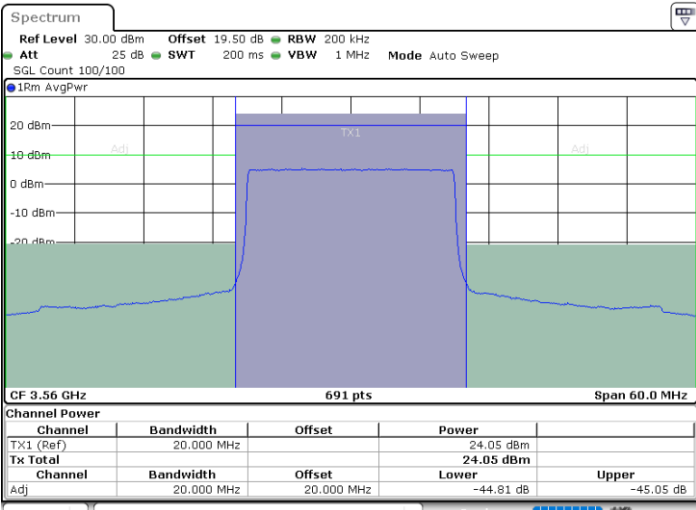 Spectrum
Ref Level 30.00 dBm Offset 19.50 dB RBW 200 kHz
Att 25 dB SWT 200 ms VBW 1 MHz Mode Auto Sweep
SGL Count 100/100
1Rm AvgPwr
20 dBm
TX1
Adj Adj
10 dBm
0 dBm
-10 dBm
-20 dBm
CF 3.56 GHz 691 pts Span 60.0 MHz
Channel Power
Channel Bandwidth Offset Power
TX1 (Ref) 20.000 MHz 24.05 dBm
Tx Total 24.05 dBm
Channel Bandwidth Offset Lower Upper
Adj 20.000 MHz 20.000 MHz -44.81 dB -45.05 dB